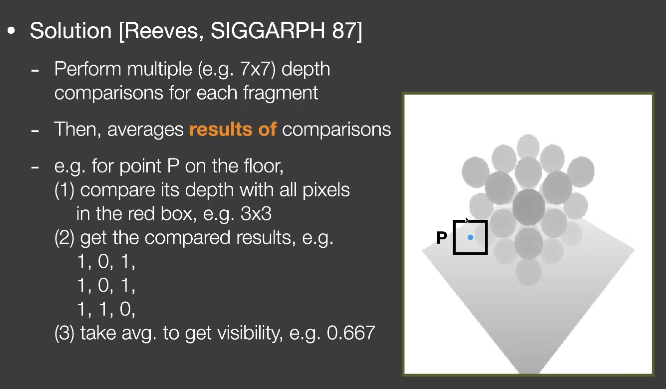 • Solution [Reeves, SIGGARPH 87]
- Perform multiple (e.g. 7x7) depth
comparisons for each fragment
- Then, averages results of comparisons
- e.g. for point P on the floor,
(1) compare its depth with all pixels
in the red box, e.g. 3x3
(2) get the compared results, e.g.
1, 0, 1,
1, 0, 1,
1, 1, 0,
(3) take avg. to get visibility, e.g. 0.667
P